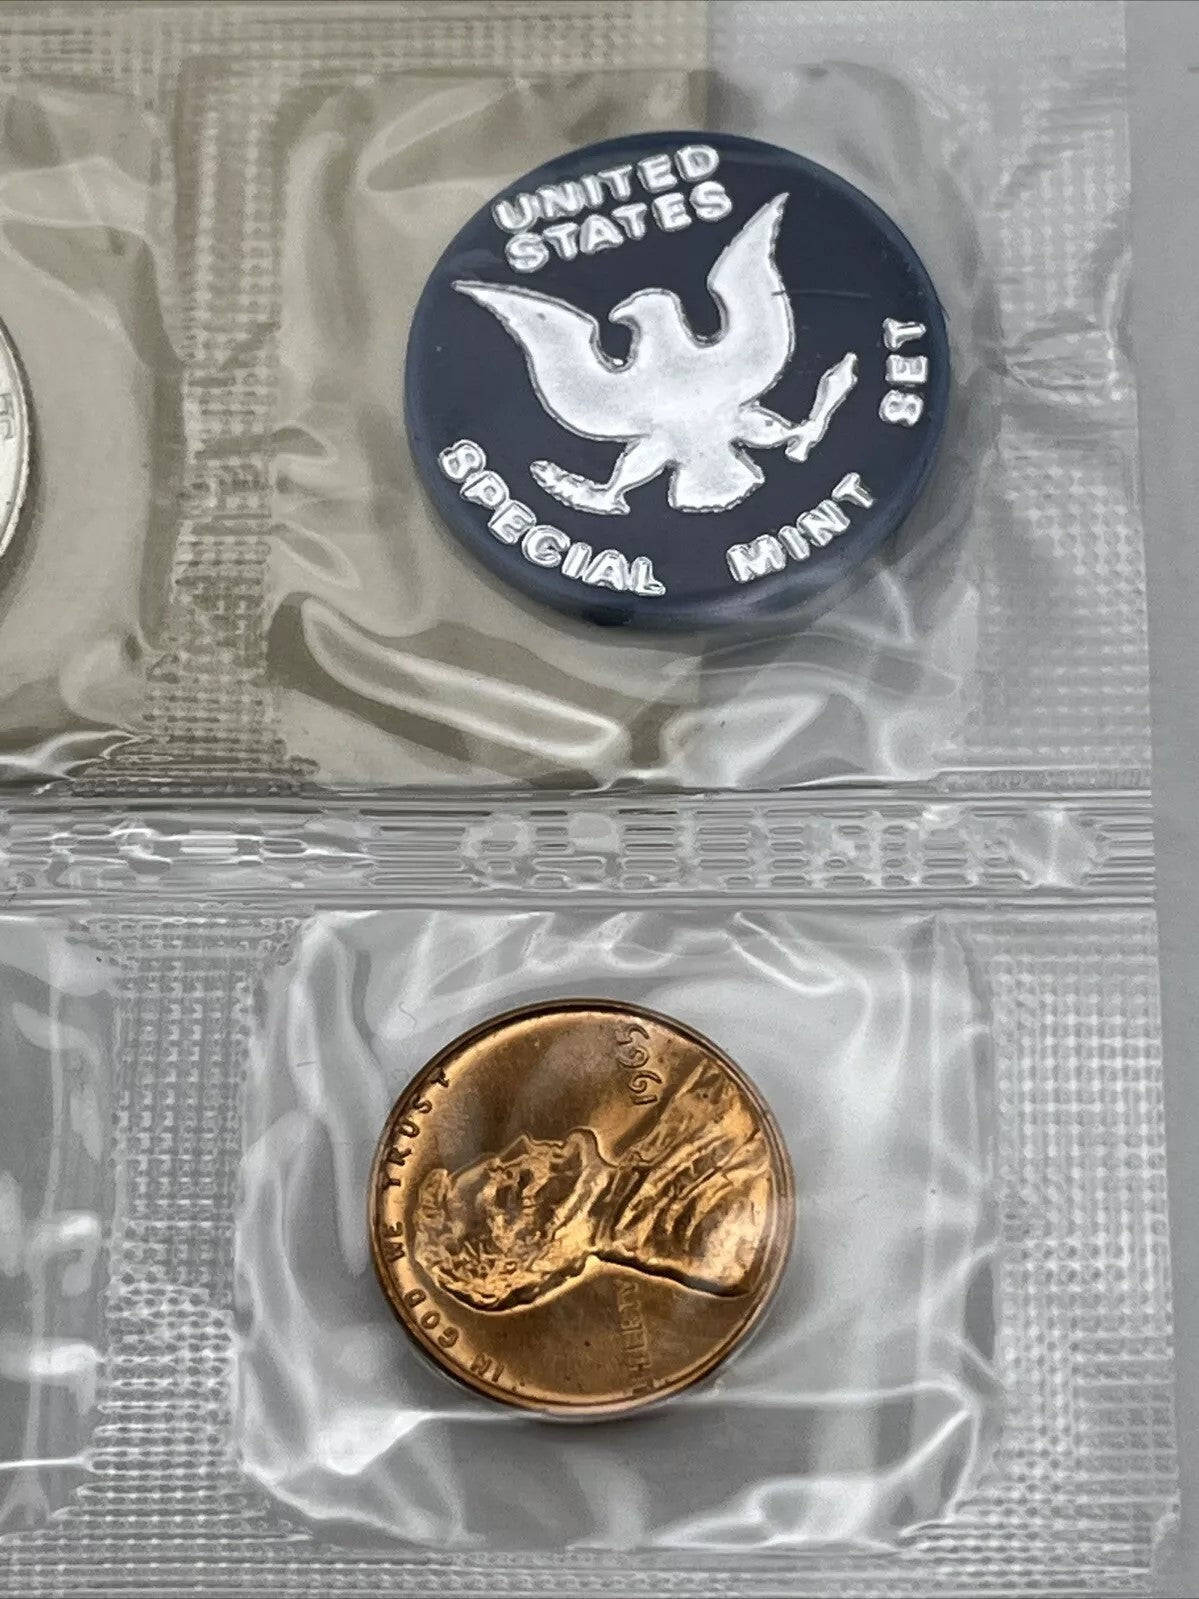 UNITED
STATES
SPECIAL MINT SET
IN GOD WE TRUST
LIBERTY
1965